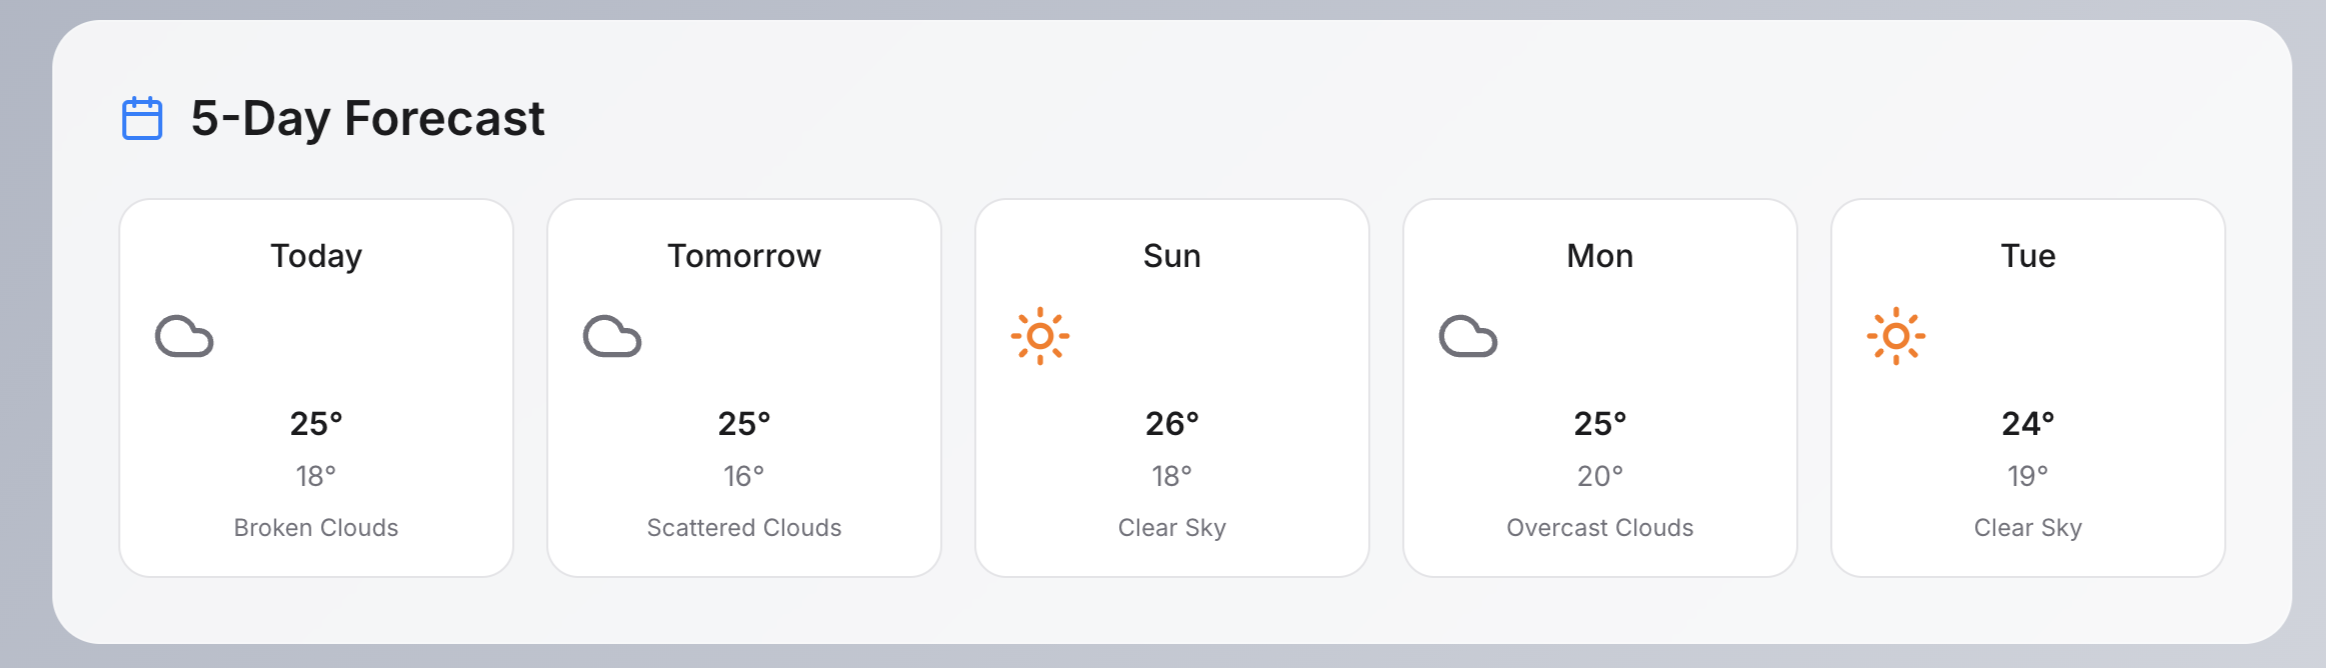 5-Day Forecast
Today
25°
18°
Broken Clouds
Tomorrow
25°
16°
Scattered Clouds
Sun
26°
18°
Clear Sky
Mon
25°
20°
Overcast Clouds
Tue
24°
19°
Clear Sky